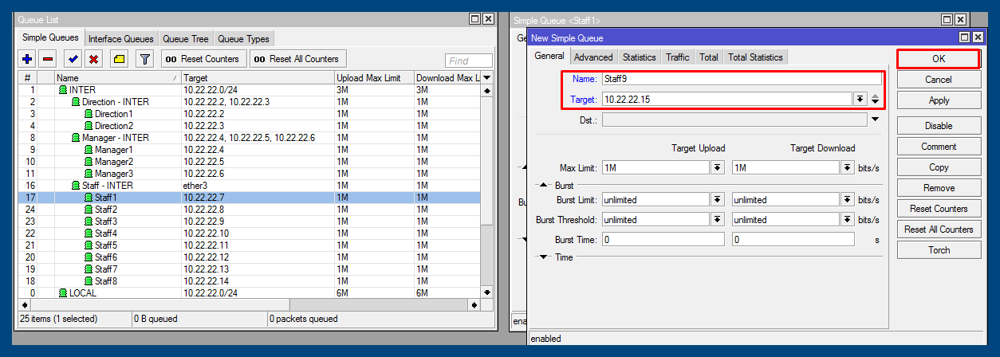 Queue List
Simple Queues Interface Queues Queue Tree Queue Types
00 Reset Counters 00 Reset All Counters Find
# Name Target Upload Max Limit Download Max L
1 INTER 10.22.22.0/24 3M 3M
2 Direction - INTER 10.22.22.2, 10.22.22.3 1M 1M
3 Direction1 10.22.22.2 1M 1M
4 Direction2 10.22.22.3 1M 1M
8 Manager - INTER 10.22.22.4, 10.22.22.5, 10.22.22.6 1M 1M
9 Manager1 10.22.22.4 1M 1M
10 Manager2 10.22.22.5 1M 1M
11 Manager3 10.22.22.6 1M 1M
16 Staff - INTER ether3 1M 1M
17 Staff1 10.22.22.7 1M 1M
24 Staff2 10.22.22.8 1M 1M
23 Staff3 10.22.22.9 1M 1M
22 Staff4 10.22.22.10 1M 1M
21 Staff5 10.22.22.11 1M 1M
20 Staff6 10.22.22.12 1M 1M
19 Staff7 10.22.22.13 1M 1M
18 Staff8 10.22.22.14 1M 1M
0 LOCAL 10.22.22.0/24 6M 6M
25 items (1 selected) 0 B queued 0 packets queued
Simple Queue <Staff1>
Ge
Bu
ena
New Simple Queue
General Advanced Statistics Traffic Total Total Statistics
Name: Staff9
Target: 10.22.22.15
Dst.:
Target Upload Target Download
Max Limit: 1M 1M bits/s
Burst
Burst Limit: unlimited unlimited bits/s
Burst Threshold: unlimited unlimited bits/s
Burst Time: 0 0 s
Time
enabled
OK
Cancel
Apply
Disable
Comment
Copy
Remove
Reset Counters
Reset All Counters
Torch